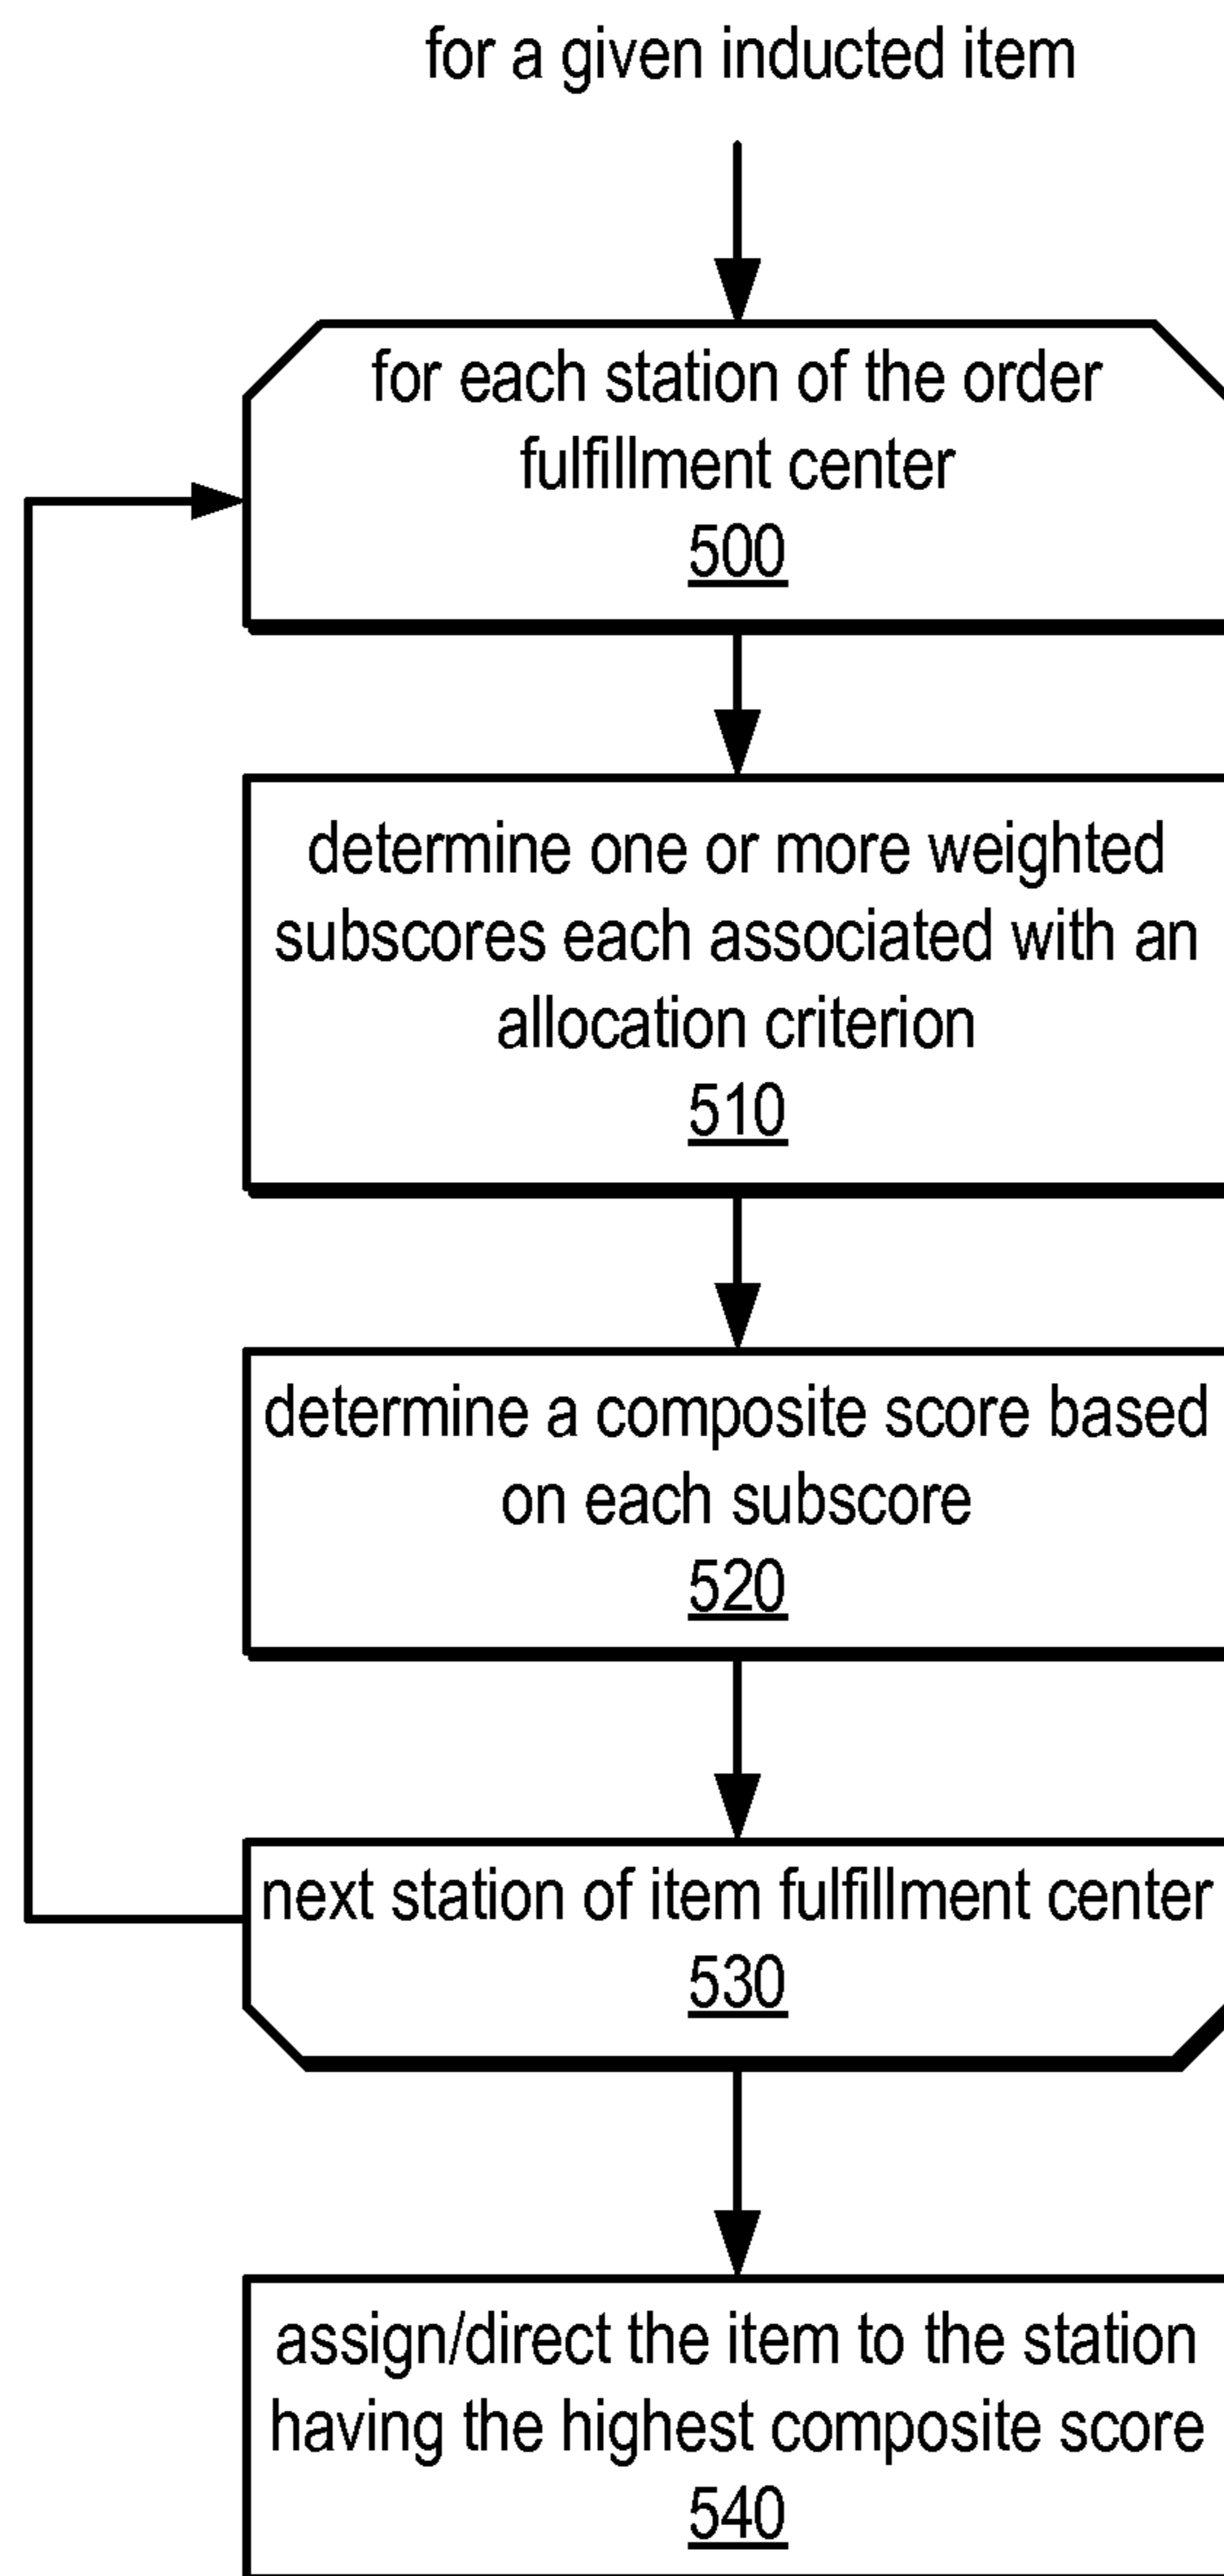 for a given inducted item
for each station of the order
fulfillment center
500
determine one or more weighted
subscores each associated with an
allocation criterion
510
determine a composite score based
on each subscore
520
next station of item fulfillment center
530
assign/direct the item to the station
having the highest composite score
540